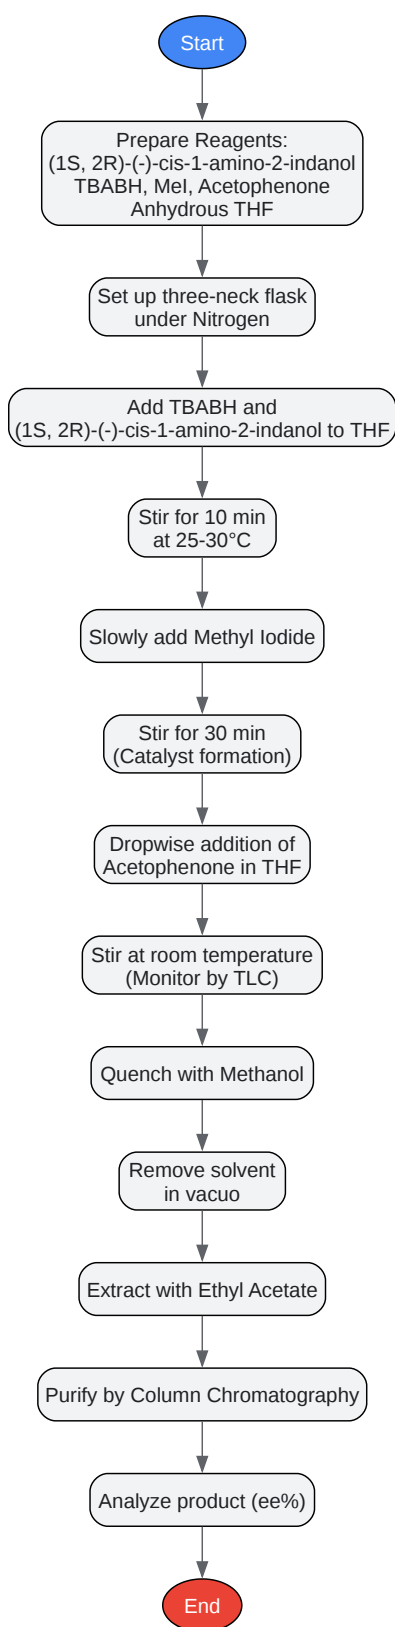 Start
Prepare Reagents:
(1S, 2R)-(-)-cis-1-amino-2-indanol
TBABH, MeI, Acetophenone
Anhydrous THF
Set up three-neck flask
under Nitrogen
Add TBABH and
(1S, 2R)-(-)-cis-1-amino-2-indanol to THF
Stir for 10 min
at 25-30°C
Slowly add Methyl Iodide
Stir for 30 min
(Catalyst formation)
Dropwise addition of
Acetophenone in THF
Stir at room temperature
(Monitor by TLC)
Quench with Methanol
Remove solvent
in vacuo
Extract with Ethyl Acetate
Purify by Column Chromatography
Analyze product (ee%)
End